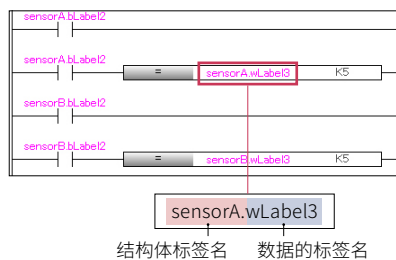 sensorA.bLabel2
sensorA.bLabel2
= sensorA.wLabel3 K5
sensorB.bLabel2
sensorB.bLabel2
= sensorB.wLabel3 K5
sensorA.wLabel3
结构体标签名 数据的标签名